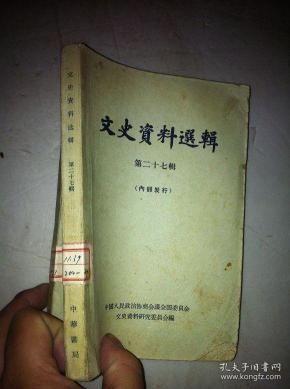 文史資料選輯
第二十七輯
（內部發行）
中國人民政治協商會議全國委員會
文史資料研究委員會編
文史資料选輯
第二十七輯
中華書局
孔夫子旧书网